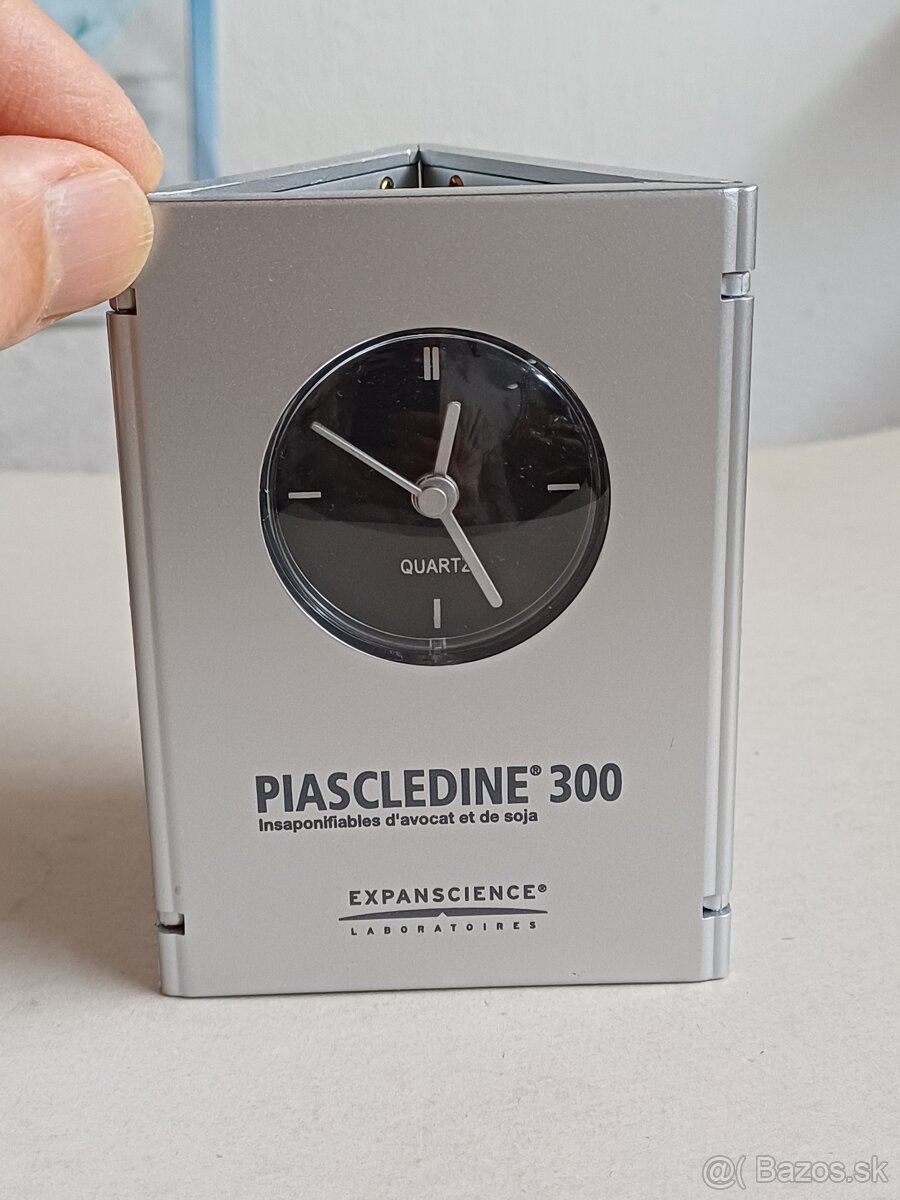 QUARTZ
PIASCLEDINE® 300
Insaponifiables d'avocat et de soja
EXPANSCIENCE®
LABORATOIRES
@( Bazos.sk